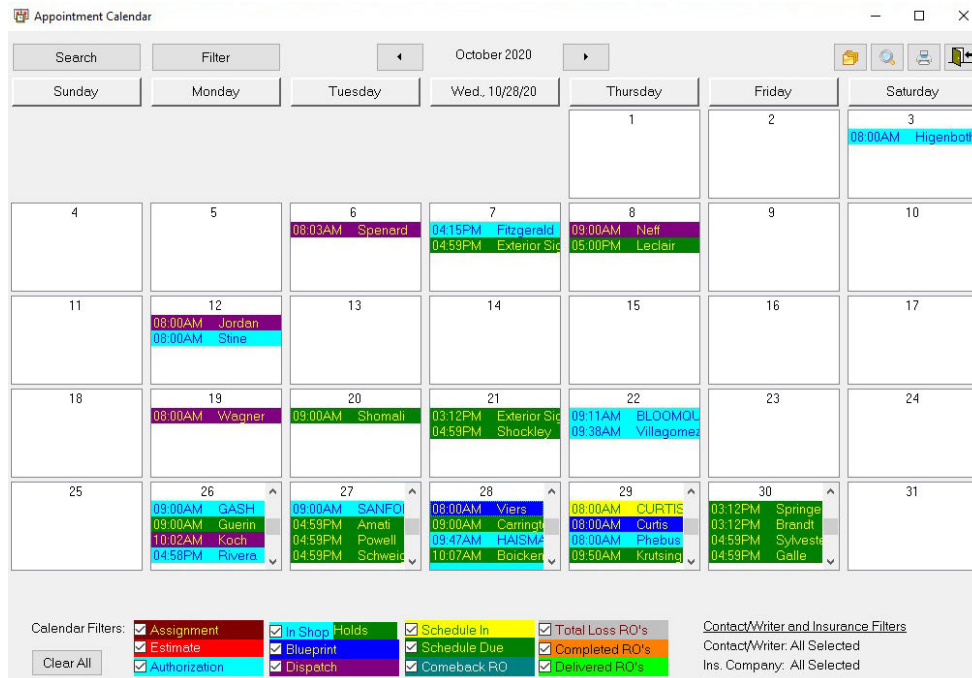 Appointment Calendar
Search Filter October 2020
Sunday Monday Tuesday Wed., 10/28/20 Thursday Friday Saturday
1 2 3
08:00AM Higenboth
4 5 6 7 8 9 10
08:03AM Spenard 04:15PM Fitzgerald 09:00AM Neff
04:59PM Exterior Sig 05:00PM Leclair
11 12 13 14 15 16 17
08:00AM Jordan
08:00AM Stine
18 19 20 21 22 23 24
08:00AM Wagner 09:00AM Shomali 03:12PM Exterior Sig 09:11AM BLOOMQU
04:59PM Shockley 09:38AM Villagomez
25 26 27 28 29 30 31
09:00AM GASH 09:00AM SANFO 08:00AM Viers 08:00AM CURTIS 03:12PM Springe
09:00AM Guerin 04:59PM Amati 09:00AM Carringt 08:00AM Curtis 03:12PM Brandt
10:02AM Koch 04:59PM Powell 09:47AM HAISMA 08:00AM Phebus 04:59PM Sylveste
04:58PM Rivera 04:59PM Schweig 10:07AM Boicken 09:50AM Krutsing 04:59PM Galle
Calendar Filters: Assignment In Shop Holds Schedule In Total Loss RO's Contact/Writer and Insurance Filters
Estimate Blueprint Schedule Due Completed RO's Contact/Writer: All Selected
Clear All Authorization Dispatch Comeback RO Delivered RO's Ins. Company: All Selected